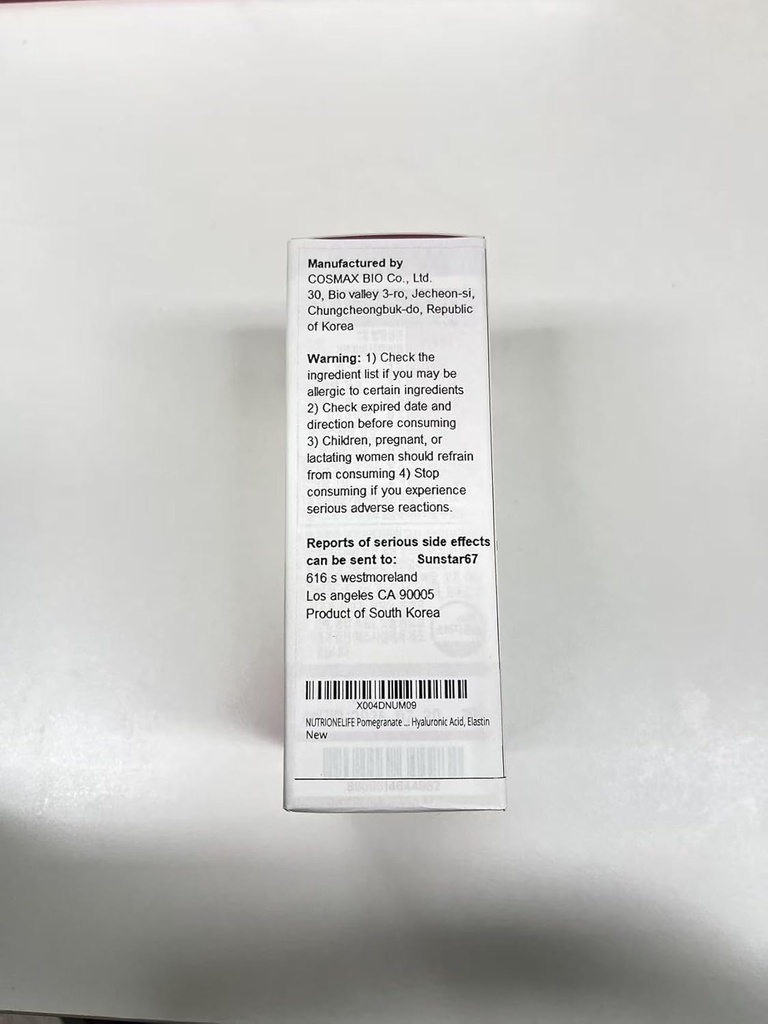 Manufactured by
COSMAX BIO Co., Ltd.
30, Bio valley 3-ro, Jecheon-si,
Chungcheongbuk-do, Republic
of Korea
Warning: 1) Check the
ingredient list if you may be
allergic to certain ingredients
2) Check expired date and
direction before consuming
3) Children, pregnant, or
lactating women should refrain
from consuming 4) Stop
consuming if you experience
serious adverse reactions.
Reports of serious side effects
can be sent to: Sunstar67
616 s westmoreland
Los angeles CA 90005
Product of South Korea
X004DNUM09
NUTRIONELIFE Pomegranate ... Hyaluronic Acid, Elastin
New